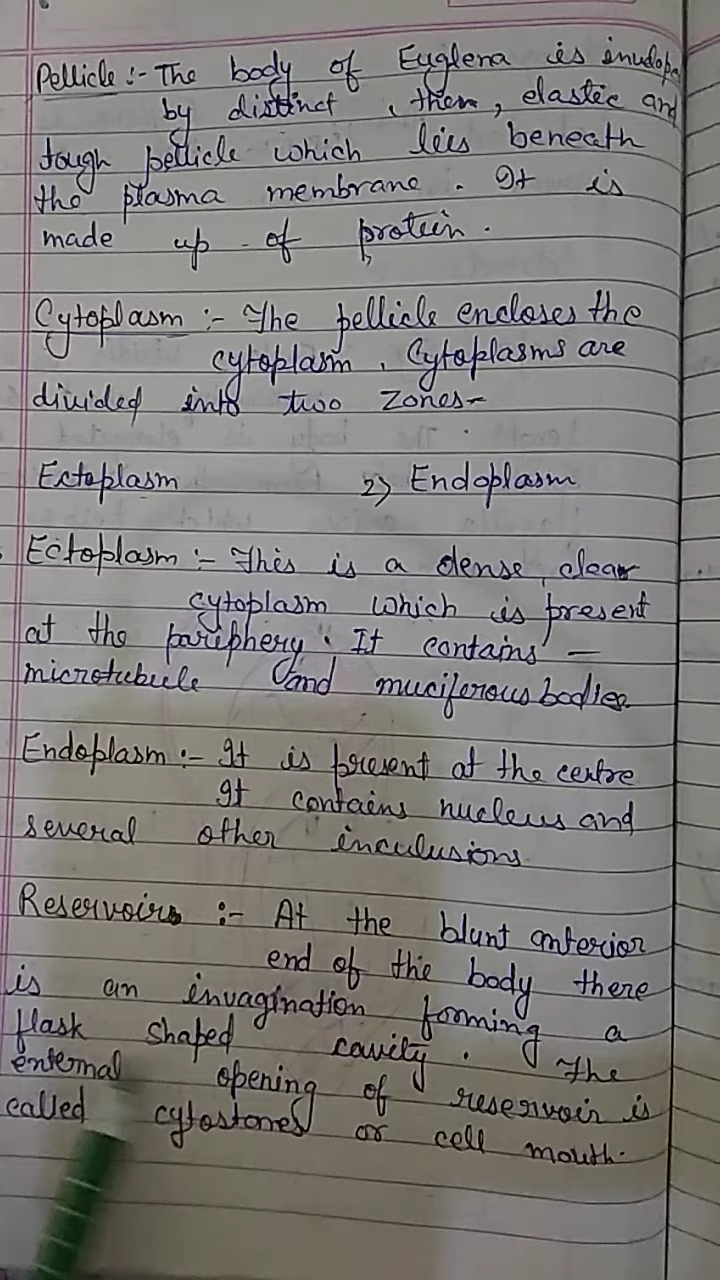 Pellicle :- The body of Euglena is invelope
by distinct , then , elastic and
tough pellicle which lies beneath
the plasma membrane . It is
made up of protein .
Cytoplasm :- The pellicle encloses the
cytoplasm . Cytoplasms are
divided into two zones-
Ectoplasm 2) Endoplasm
Ectoplasm :- This is a dense , clear
cytoplasm which is present
at the pariphery . It contains –
microtubule and muciferous bodies
Endoplasm :- It is present at the centre
It contains nucleus and
several other inculusions.
Reservoir :- At the blunt anterior
end of the body there
is an invagination forming a
flask shaped cavity . The
external opening of reservoir is
called cytostomes or cell mouth.